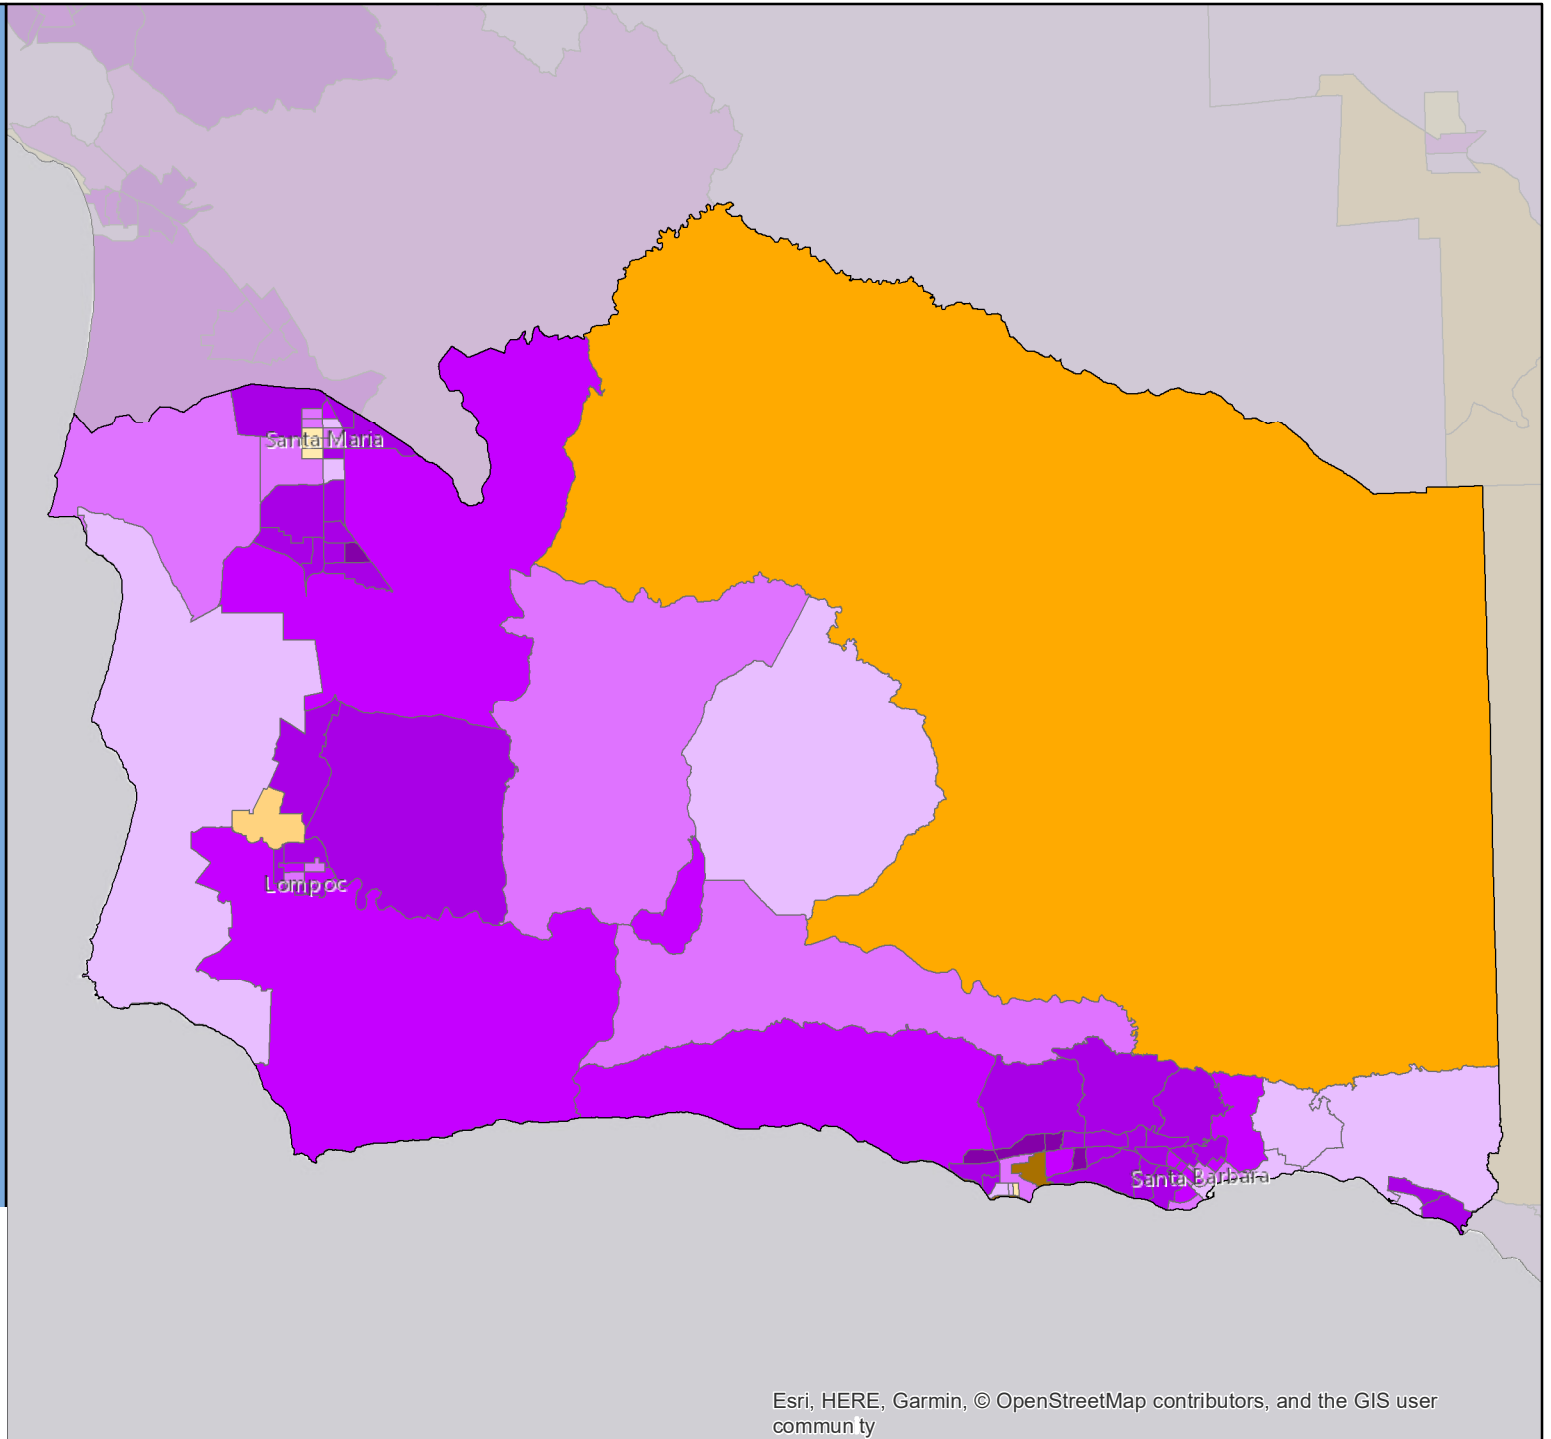 Santa Maria
Lompoc
Santa Barbara
Esri, HERE, Garmin, © OpenStreetMap contributors, and the GIS user
commun ty